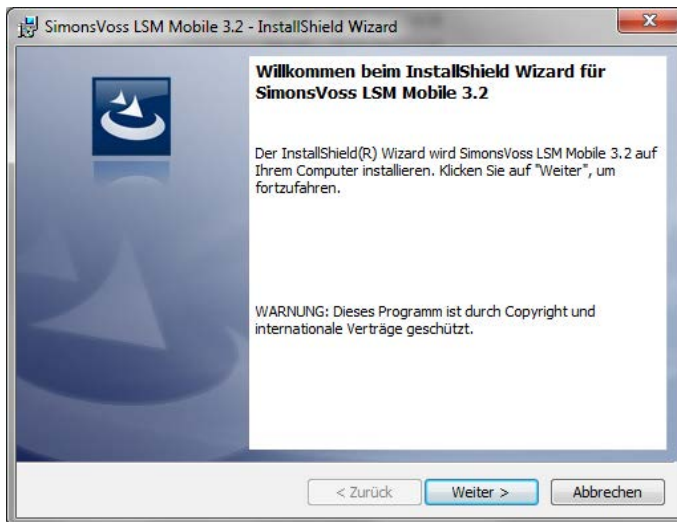 SimonsVoss LSM Mobile 3.2 - InstallShield Wizard
Willkommen beim InstallShield Wizard für
SimonsVoss LSM Mobile 3.2
Der InstallShield(R) Wizard wird SimonsVoss LSM Mobile 3.2 auf
Ihrem Computer installieren. Klicken Sie auf "Weiter", um
fortzufahren.
WARNUNG: Dieses Programm ist durch Copyright und
internationale Verträge geschützt.
< Zurück Weiter > Abbrechen